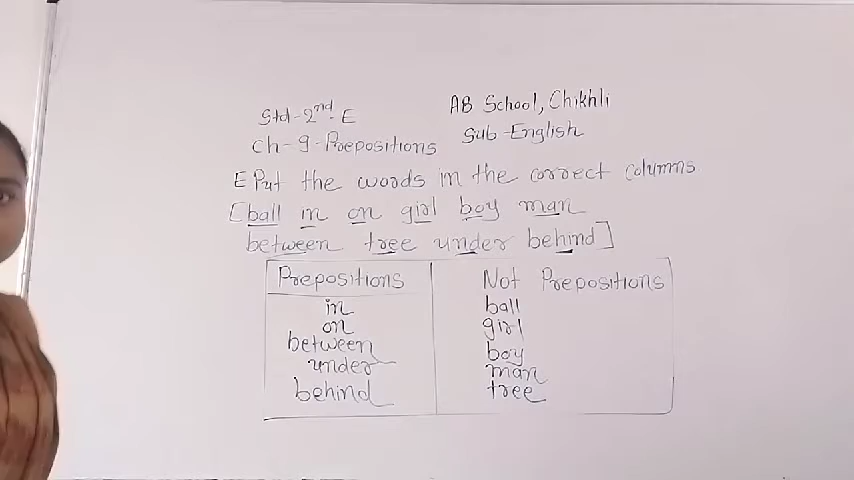 Std-2nd-E
AB School, Chikhli
Ch-9-Prepositions
Sub-English
E Put the words in the correct columns
[ball in on girl boy man
between tree under behind]
Prepositions
Not Prepositions
in
ball
on
girl
between
boy
under
man
behind
tree